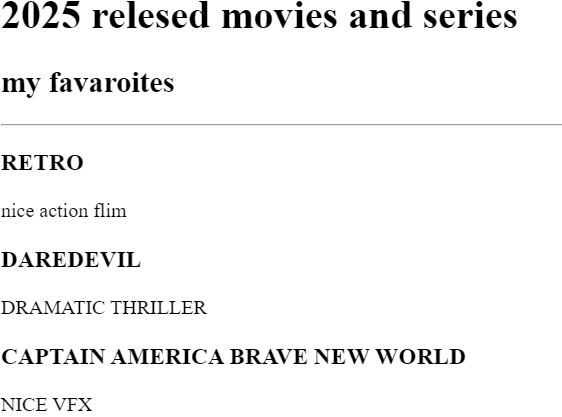 2025 relesed movies and series
my favaroites
RETRO
nice action flim
DAREDEVIL
DRAMATIC THRILLER
CAPTAIN AMERICA BRAVE NEW WORLD
NICE VFX